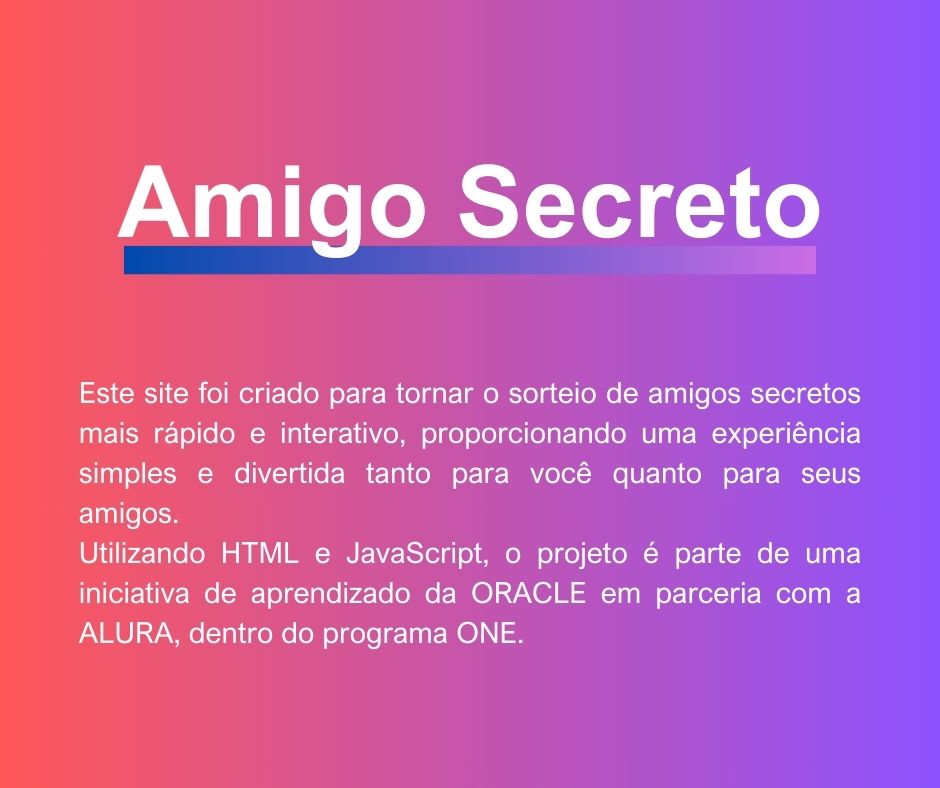 Amigo Secreto
Este site foi criado para tornar o sorteio de amigos secretos
mais rápido e interativo, proporcionando uma experiência
simples e divertida tanto para você quanto para seus
amigos.
Utilizando HTML e JavaScript, o projeto é parte de uma
iniciativa de aprendizado da ORACLE em parceria com a
ALURA, dentro do programa ONE.